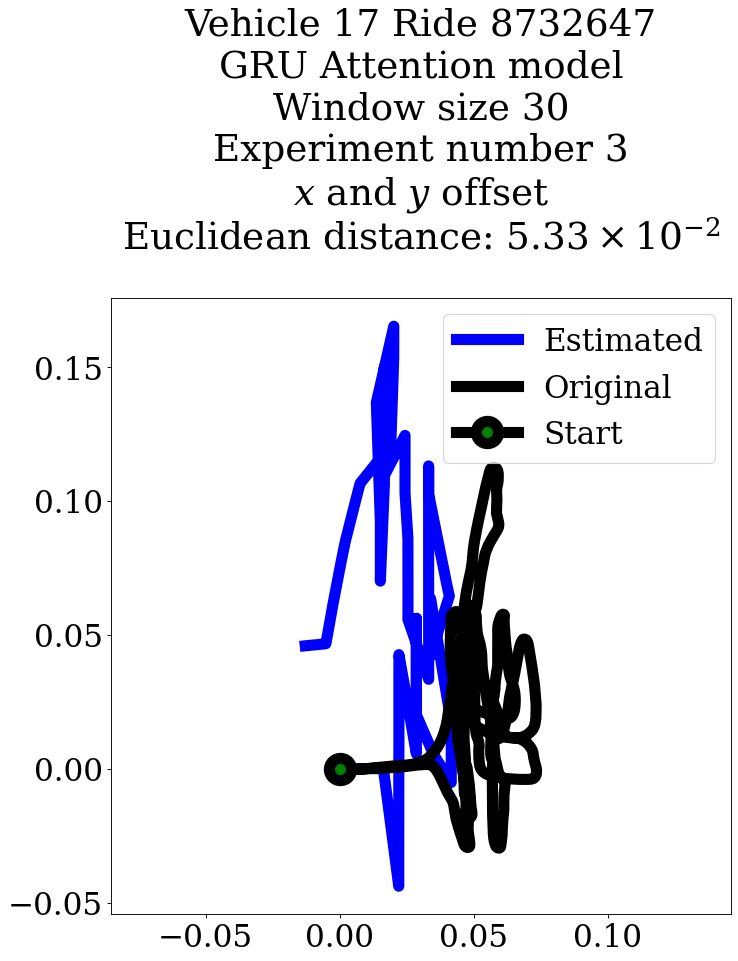 Vehicle 17 Ride 8732647
GRU Attention model
Window size 30
Experiment number 3
x and y offset
Euclidean distance: 5.33 × 10⁻²
Estimated
Original
Start
0.15
0.10
0.05
0.00
−0.05
−0.05
0.00
0.05
0.10